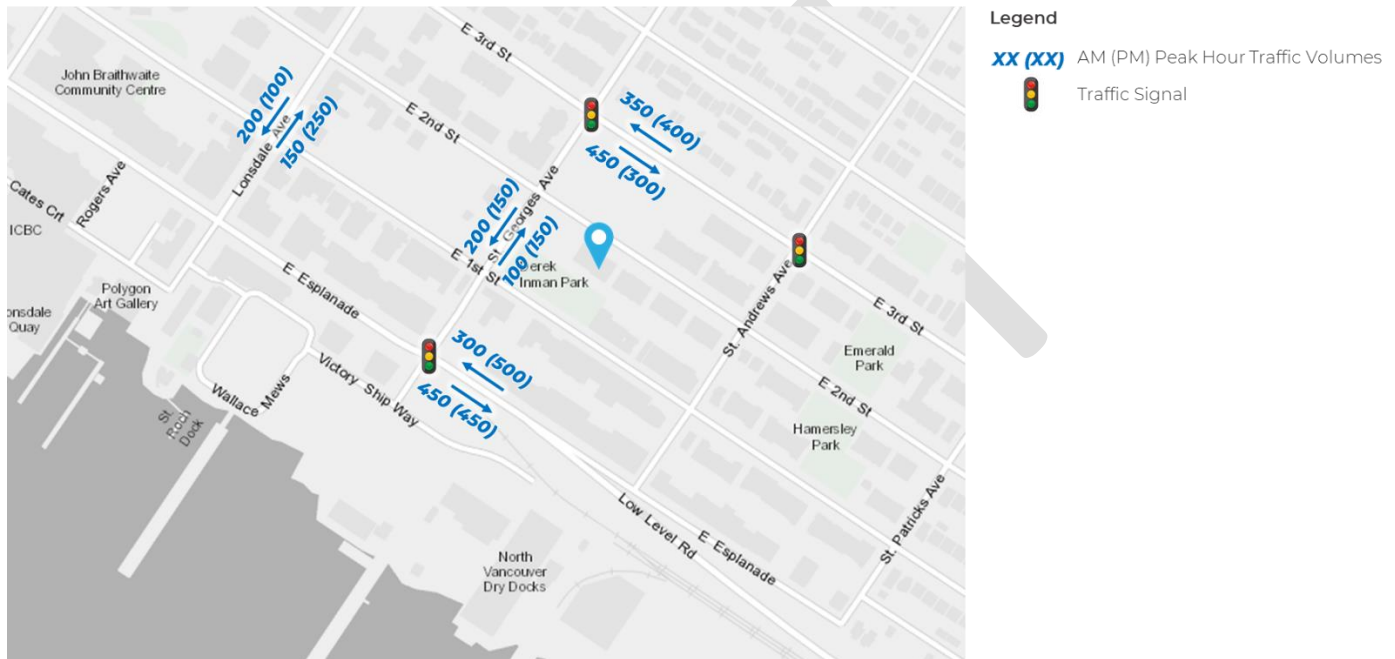 Legend
XX (XX) AM (PM) Peak Hour Traffic Volumes
Traffic Signal
E 3rd St
John Braithwaite
Community Centre
200 (100)
150 (250)
Lonsdale Ave
E 2nd St
350 (400)
450 (300)
Rogers Ave
Cates Crt
ICBC
St. Georges Ave
200 (150)
100 (150)
E 1st St
Derek
Inman Park
E Esplanade
Polygon
Art Gallery
onsdale
Quay
St. Andrews Ave
E 3rd St
Emerald
Park
300 (500)
450 (450)
Victory Ship Way
Wallace Mews
St.
Roch
Dock
E 2nd St
Hamersley
Park
St. Patricks Ave
Low Level Rd
E Esplanade
North
Vancouver
Dry Docks